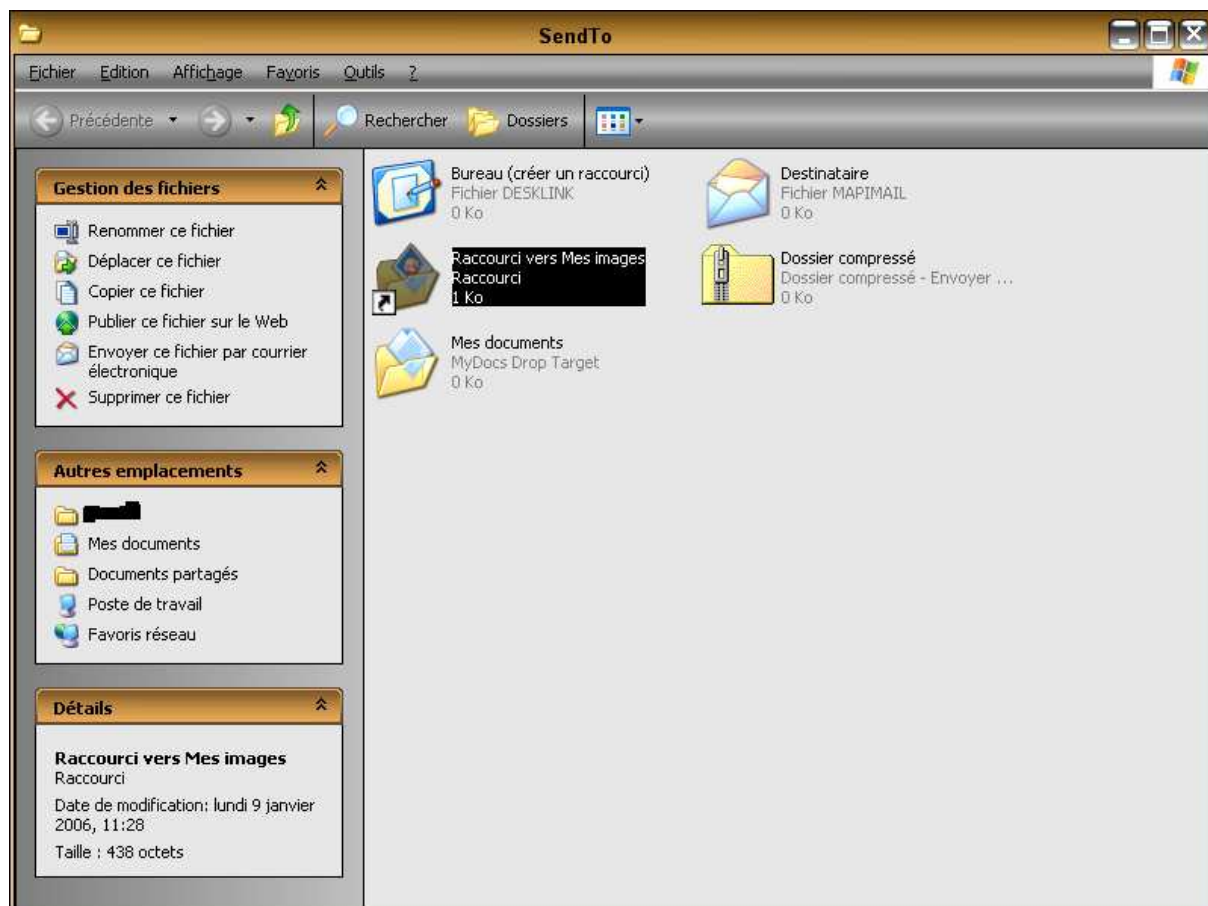 SendTo
Fichier Edition Affichage Favoris Outils ?
Précédente Rechercher Dossiers
Gestion des fichiers
Renommer ce fichier
Déplacer ce fichier
Copier ce fichier
Publier ce fichier sur le Web
Envoyer ce fichier par courrier
électronique
Supprimer ce fichier
Autres emplacements
Mes documents
Documents partagés
Poste de travail
Favoris réseau
Détails
Raccourci vers Mes images
Raccourci
Date de modification: lundi 9 janvier
2006, 11:28
Taille : 438 octets
Bureau (créer un raccourci)
Fichier DESKLINK
0 Ko
Destinataire
Fichier MAPIMAIL
0 Ko
Raccourci vers Mes images
Raccourci
1 Ko
Dossier compressé
Dossier compressé - Envoyer ...
0 Ko
Mes documents
MyDocs Drop Target
0 Ko